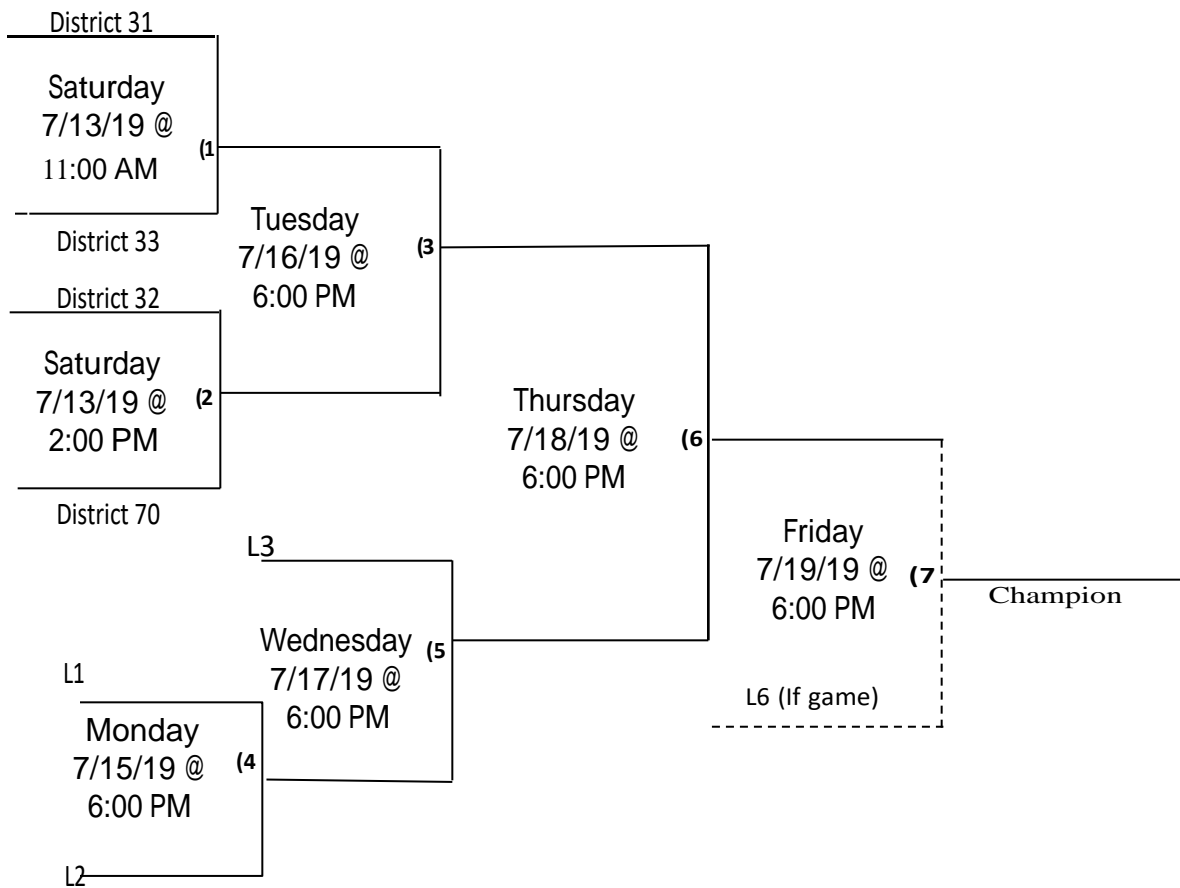 District 31
Saturday
7/13/19 @
11:00 AM
(1
District 33
Tuesday
7/16/19 @
6:00 PM
(3
District 32
Saturday
7/13/19 @
2:00 PM
(2
District 70
Thursday
7/18/19 @
6:00 PM
(6
L3
Wednesday
7/17/19 @
6:00 PM
(5
L1
Monday
7/15/19 @
6:00 PM
(4
L2
Friday
7/19/19 @
6:00 PM
(7
L6 (If game)
Champion